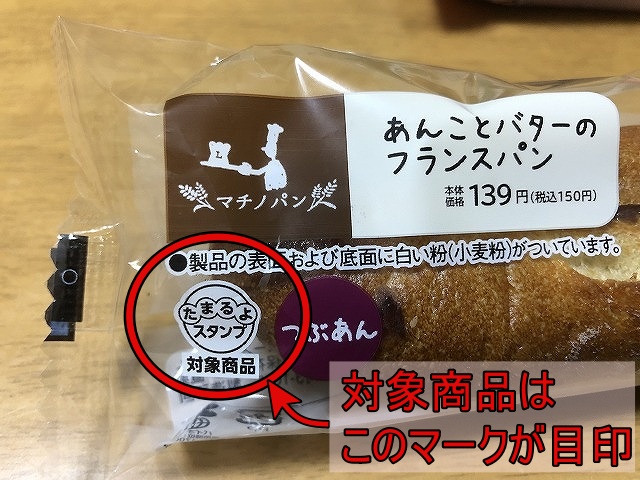 あんことバターの
フランスパン
本体
価格 139円(税込150円)
L
マチノパン
●製品の表面および底面に白い粉(小麦粉)がついています。
たまるよ
スタンプ
対象商品
つぶあん
対象商品は
このマークが目印